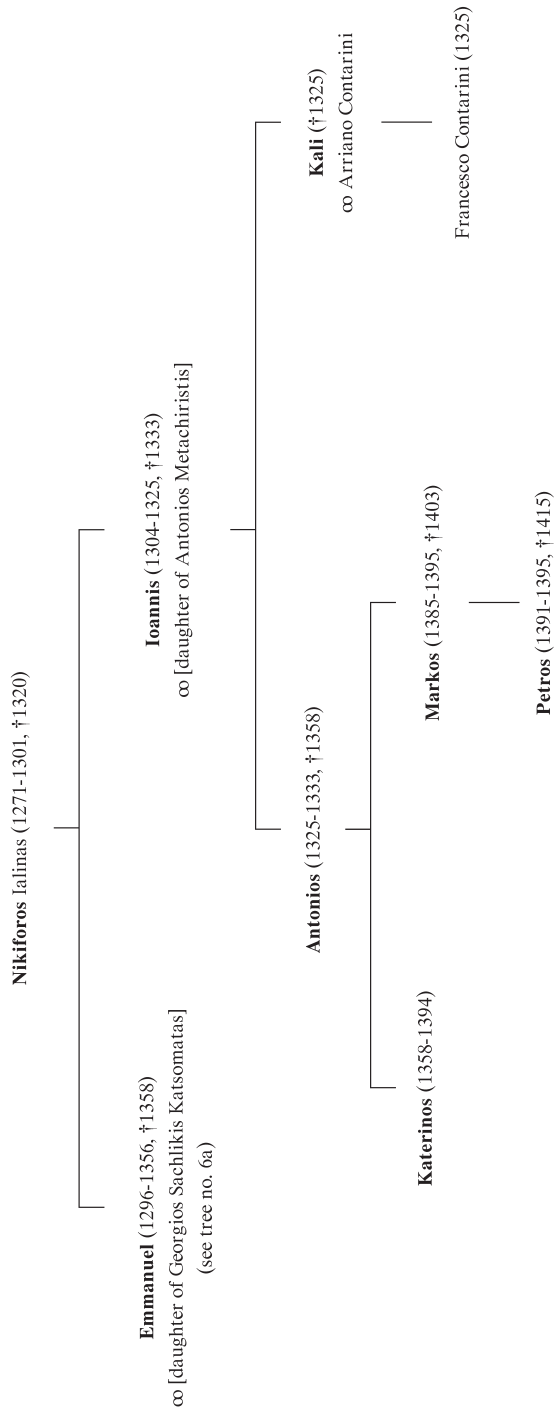 Nikiforos Ialinas (1271-1301, †1320)
Emmanuel (1296-1356, †1358)
∞ [daughter of Georgios Sachlikis Katsomatas]
(see tree no. 6a)
Ioannis (1304-1325, †1333)
∞ [daughter of Antonios Metachiristis]
Antonios (1325-1333, †1358)
Kali (†1325)
∞ Arriano Contarini
Katerinos (1358-1394)
Markos (1385-1395, †1403)
Francesco Contarini (1325)
Petros (1391-1395, †1415)